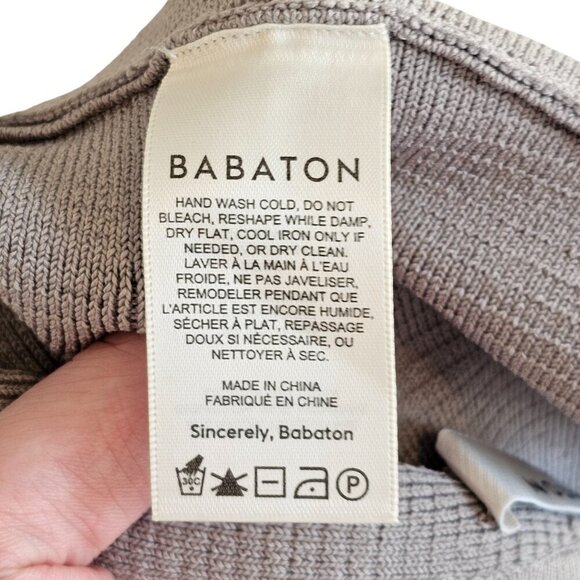 BABATON
HAND WASH COLD, DO NOT
BLEACH, RESHAPE WHILE DAMP,
DRY FLAT, COOL IRON ONLY IF
NEEDED, OR DRY CLEAN.
LAVER À LA MAIN À L'EAU
FROIDE, NE PAS JAVELISER,
REMODELER PENDANT QUE
L'ARTICLE EST ENCORE HUMIDE,
SÉCHER À PLAT, REPASSAGE
DOUX SI NÉCESSAIRE, OU
NETTOYER À SEC.
MADE IN CHINA
FABRIQUÉ EN CHINE
Sincerely, Babaton
30C P